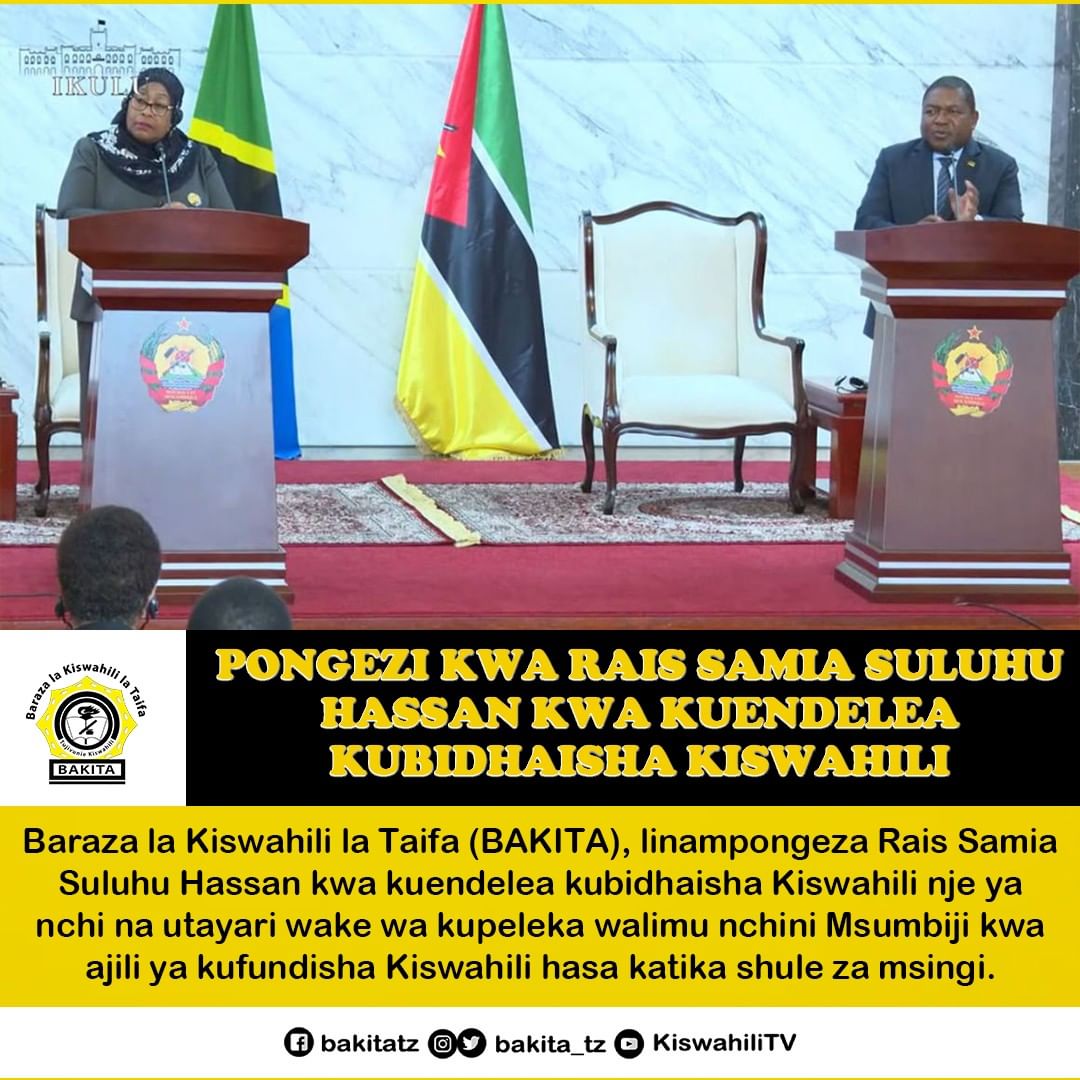 IKULU
PONGEZI KWA RAIS SAMIA SULUHU
HASSAN KWA KUENDELEA
KUBIDHAISHA KISWAHILI
Baraza la Kiswahili la Taifa
Tujivunie Kiswahili
BAKITA
Baraza la Kiswahili la Taifa (BAKITA), linampongeza Rais Samia
Suluhu Hassan kwa kuendelea kubidhaisha Kiswahili nje ya
nchi na utayari wake wa kupeleka walimu nchini Msumbiji kwa
ajili ya kufundisha Kiswahili hasa katika shule za msingi.
bakitatz bakita_tz KiswahiliTV